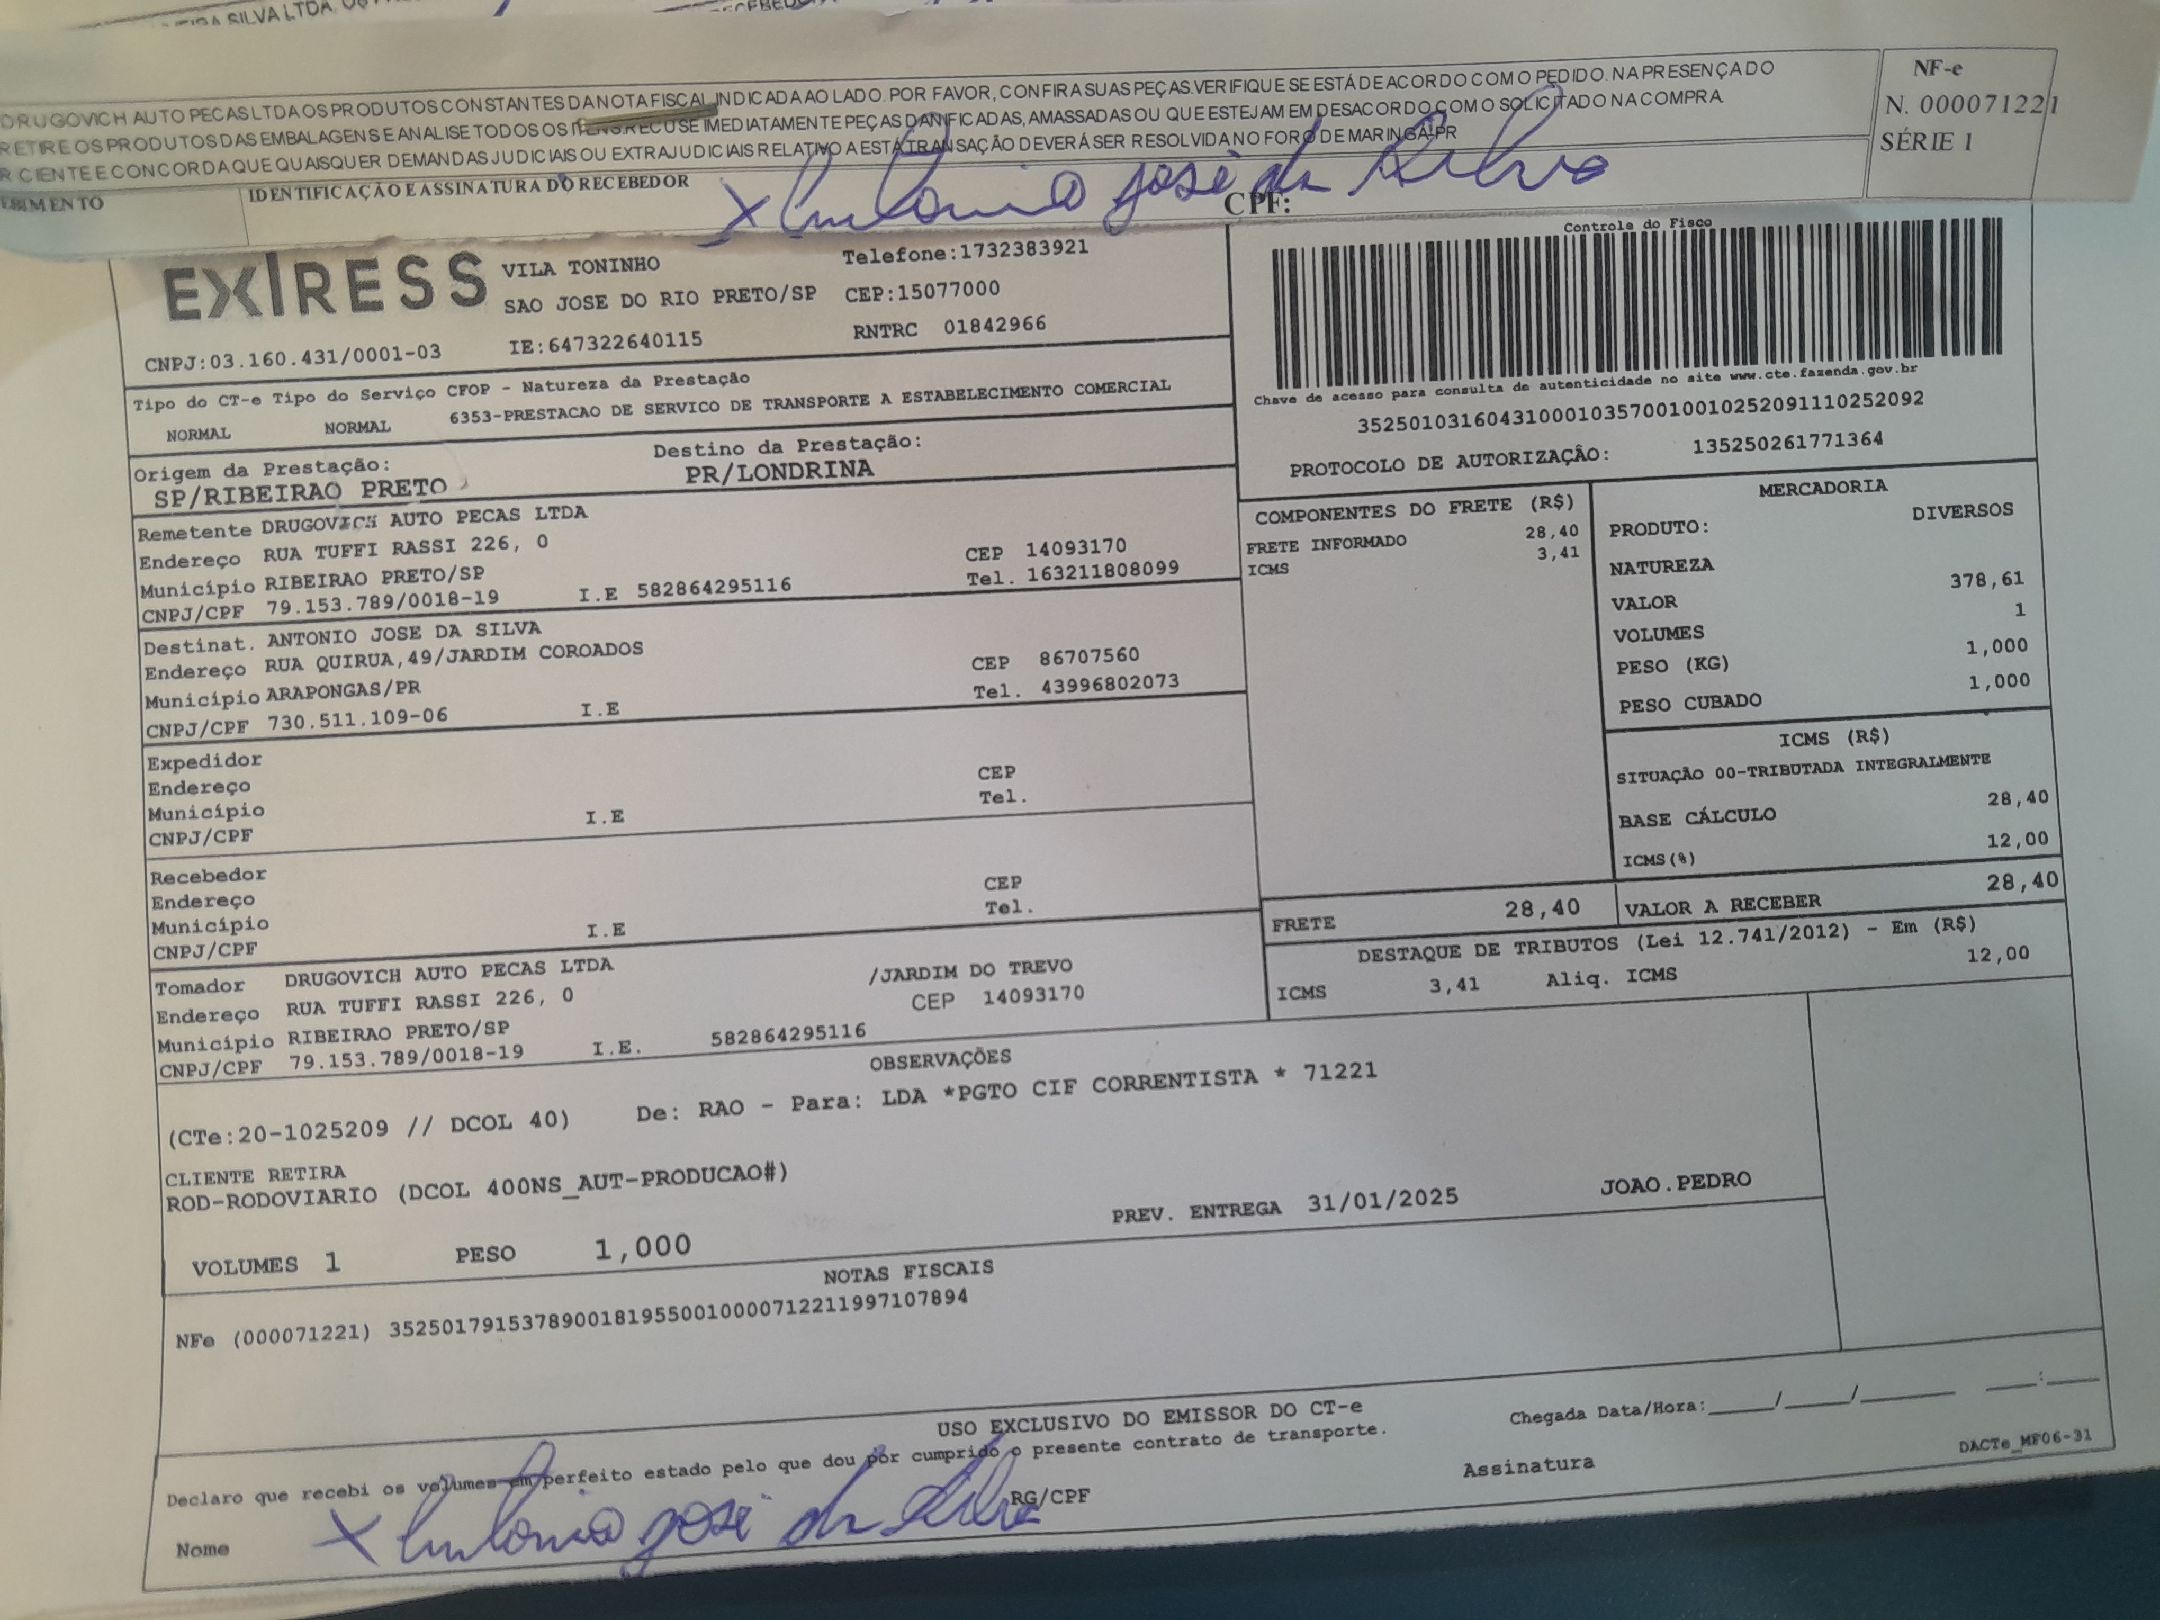 EIRA SILVA LTDA. OS
DRUGOVICH AUTO PECAS LTDA OS PRODUTOS CONSTANTES DA NOTA FISCAL INDICADA AO LADO. POR FAVOR, CONFIRA SUAS PEÇAS. VERIFIQUE SE ESTÁ DE ACORDO COM O PEDIDO. NA PRESENÇA DO
RETIRE OS PRODUTOS DAS EMBALAGENS E ANALISE TODOS OS ITENS. RECUSE IMEDIATAMENTE PEÇAS DANIFICADAS, AMASSADAS OU QUE ESTEJAM EM DESACORDO COM O SOLICITADO NA COMPRA.
R CIENTE E CONCORDA QUE QUAISQUER DEMANDAS JUDICIAIS OU EXTRAJUDICIAIS RELATIVO A ESTA TRANSAÇÃO DEVERÁ SER RESOLVIDA NO FORO DE MARINGÁ-PR
NF-e
N. 000071221
SÉRIE 1
EBIMENTO
IDENTIFICAÇÃO E ASSINATURA DO RECEBEDOR
X Antonio José da Silva
CPF:
EXIRESS
VILA TONINHO Telefone:1732383921
SAO JOSE DO RIO PRETO/SP CEP:15077000
CNPJ:03.160.431/0001-03 IE:647322640115 RNTRC 01842966
Controle do Fisco
Chave de acesso para consulta de autenticidade no site www.cte.fazenda.gov.br
35250103160431000103570010010252091110252092
PROTOCOLO DE AUTORIZAÇÃO: 135250261771364
Tipo do CT-e Tipo do Serviço CFOP - Natureza da Prestação
NORMAL NORMAL 6353-PRESTACAO DE SERVICO DE TRANSPORTE A ESTABELECIMENTO COMERCIAL
Origem da Prestação: Destino da Prestação:
SP/RIBEIRAO PRETO PR/LONDRINA
Remetente DRUGOVICH AUTO PECAS LTDA
Endereço RUA TUFFI RASSI 226, 0 CEP 14093170
Município RIBEIRAO PRETO/SP Tel. 163211808099
CNPJ/CPF 79.153.789/0018-19 I.E 582864295116
Destinat. ANTONIO JOSE DA SILVA
Endereço RUA QUIRUA,49/JARDIM COROADOS CEP 86707560
Município ARAPONGAS/PR Tel. 43996802073
CNPJ/CPF 730.511.109-06 I.E
Expedidor
Endereço CEP
Município Tel.
CNPJ/CPF I.E
Recebedor
Endereço CEP
Município Tel.
CNPJ/CPF I.E
Tomador DRUGOVICH AUTO PECAS LTDA /JARDIM DO TREVO
Endereço RUA TUFFI RASSI 226, 0 CEP 14093170
Município RIBEIRAO PRETO/SP
CNPJ/CPF 79.153.789/0018-19 I.E. 582864295116
COMPONENTES DO FRETE (R$)
FRETE INFORMADO 28,40
ICMS 3,41
MERCADORIA
PRODUTO: DIVERSOS
NATUREZA
VALOR 378,61
VOLUMES 1
PESO (KG) 1,000
PESO CUBADO 1,000
ICMS (R$)
SITUAÇÃO 00-TRIBUTADA INTEGRALMENTE
BASE CÁLCULO 28,40
ICMS(%) 12,00
FRETE 28,40 VALOR A RECEBER 28,40
DESTAQUE DE TRIBUTOS (Lei 12.741/2012) - Em (R$)
ICMS 3,41 Aliq. ICMS 12,00
OBSERVAÇÕES
(CTe:20-1025209 // DCOL 40) De: RAO - Para: LDA *PGTO CIF CORRENTISTA * 71221
CLIENTE RETIRA
ROD-RODOVIARIO (DCOL 400NS_AUT-PRODUCAO#)
VOLUMES 1 PESO 1,000 PREV. ENTREGA 31/01/2025 JOAO.PEDRO
NOTAS FISCAIS
NFe (000071221) 35250179153789001819550010000712211997107894
USO EXCLUSIVO DO EMISSOR DO CT-e
Declaro que recebi os volumes em perfeito estado pelo que dou por cumprido o presente contrato de transporte.
Chegada Data/Hora:____/____/______ ___:___
Nome X Antonio José da Silva RG/CPF Assinatura
DACTe_MF06-31